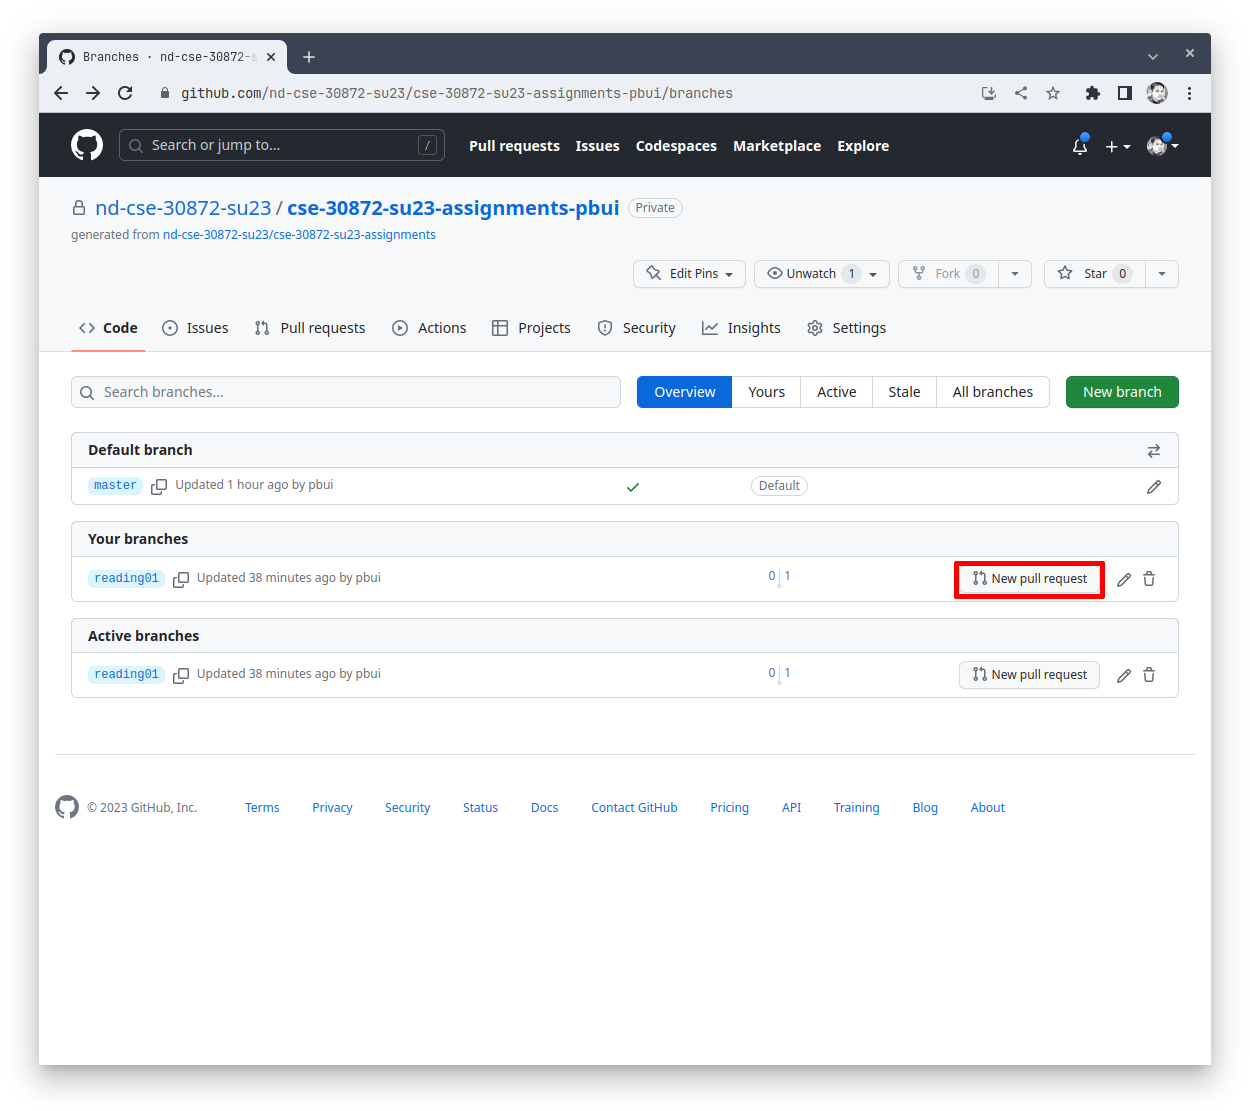 Branches · nd-cse-30872-s
github.com/nd-cse-30872-su23/cse-30872-su23-assignments-pbui/branches
Search or jump to... / Pull requests Issues Codespaces Marketplace Explore
nd-cse-30872-su23 / cse-30872-su23-assignments-pbui Private
generated from nd-cse-30872-su23/cse-30872-su23-assignments
Edit Pins Unwatch 1 Fork 0 Star 0
Code Issues Pull requests Actions Projects Security Insights Settings
Search branches... Overview Yours Active Stale All branches New branch
Default branch
master Updated 1 hour ago by pbui Default
Your branches
reading01 Updated 38 minutes ago by pbui 0 1 New pull request
Active branches
reading01 Updated 38 minutes ago by pbui 0 1 New pull request
© 2023 GitHub, Inc. Terms Privacy Security Status Docs Contact GitHub Pricing API Training Blog About